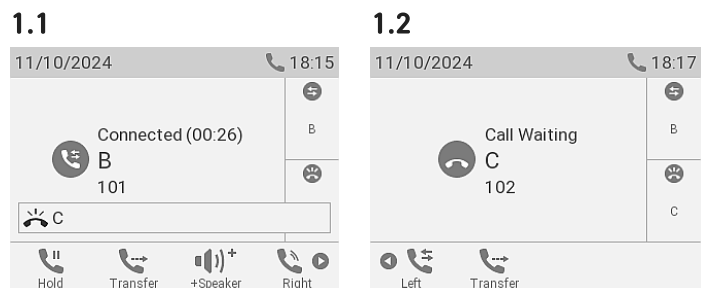 1.1
11/10/2024 18:15
Connected (00:26)
B
101
B
C
Hold Transfer +Speaker Right
1.2
11/10/2024 18:17
Call Waiting
C
102
B
C
Left Transfer